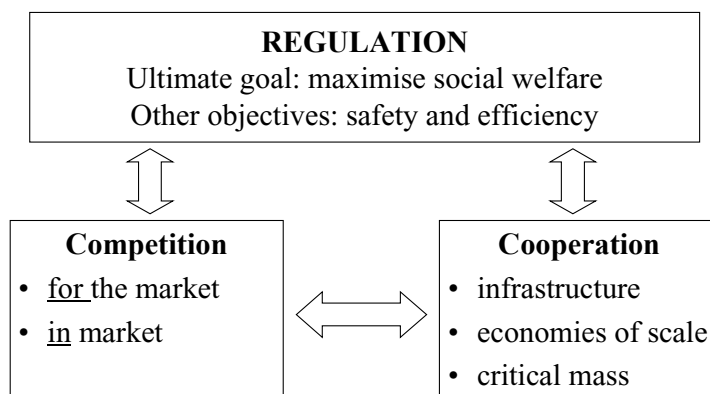 REGULATION
Ultimate goal: maximise social welfare
Other objectives: safety and efficiency
Competition
• for the market
• in market
Cooperation
• infrastructure
• economies of scale
• critical mass